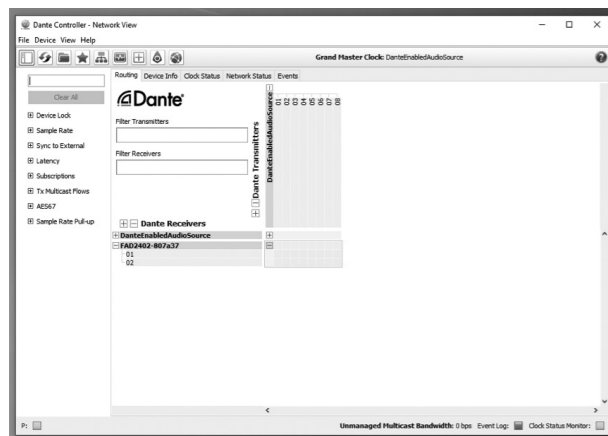 Dante Controller - Network View
File Device View Help
Grand Master Clock: DanteEnabledAudioSource
Routing Device Info Clock Status Network Status Events
Clear All
Device Lock
Sample Rate
Sync to External
Latency
Subscriptions
Tx Multicast Flows
AES67
Sample Rate Pull-up
Dante
Filter Transmitters
Filter Receivers
Dante Transmitters
DanteEnabledAudioSource
01
02
03
04
05
06
07
08
Dante Receivers
DanteEnabledAudioSource
FAD2402-807a37
01
02
P:
Unmanaged Multicast Bandwidth: 0 bps Event Log: Clock Status Monitor: